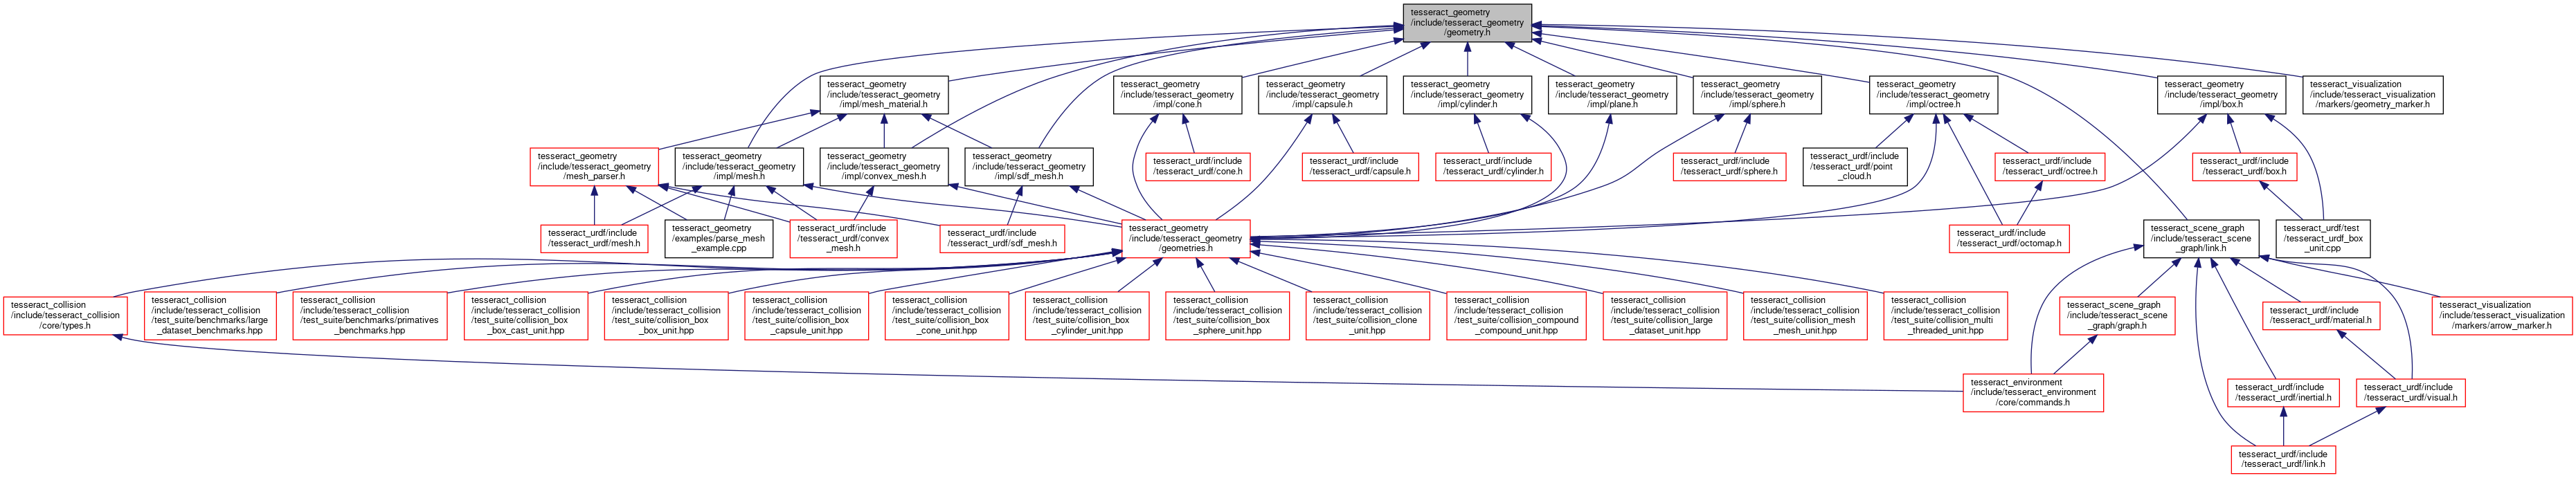 tesseract_geometry
/include/tesseract_geometry
/geometry.h
tesseract_geometry
/include/tesseract_geometry
/impl/mesh_material.h
tesseract_geometry
/include/tesseract_geometry
/impl/cone.h
tesseract_geometry
/include/tesseract_geometry
/impl/capsule.h
tesseract_geometry
/include/tesseract_geometry
/impl/cylinder.h
tesseract_geometry
/include/tesseract_geometry
/impl/plane.h
tesseract_geometry
/include/tesseract_geometry
/impl/sphere.h
tesseract_geometry
/include/tesseract_geometry
/impl/octree.h
tesseract_geometry
/include/tesseract_geometry
/impl/box.h
tesseract_visualization
/include/tesseract_visualization
/markers/geometry_marker.h
tesseract_geometry
/include/tesseract_geometry
/mesh_parser.h
tesseract_geometry
/include/tesseract_geometry
/impl/mesh.h
tesseract_geometry
/include/tesseract_geometry
/impl/convex_mesh.h
tesseract_geometry
/include/tesseract_geometry
/impl/sdf_mesh.h
tesseract_urdf/include
/tesseract_urdf/cone.h
tesseract_urdf/include
/tesseract_urdf/capsule.h
tesseract_urdf/include
/tesseract_urdf/cylinder.h
tesseract_urdf/include
/tesseract_urdf/sphere.h
tesseract_urdf/include
/tesseract_urdf/point
_cloud.h
tesseract_urdf/include
/tesseract_urdf/octree.h
tesseract_urdf/include
/tesseract_urdf/box.h
tesseract_urdf/include
/tesseract_urdf/mesh.h
tesseract_geometry
/examples/parse_mesh
_example.cpp
tesseract_urdf/include
/tesseract_urdf/convex
_mesh.h
tesseract_urdf/include
/tesseract_urdf/sdf_mesh.h
tesseract_geometry
/include/tesseract_geometry
/geometries.h
tesseract_urdf/include
/tesseract_urdf/octomap.h
tesseract_scene_graph
/include/tesseract_scene
_graph/link.h
tesseract_urdf/test
/tesseract_urdf_box
_unit.cpp
tesseract_collision
/include/tesseract_collision
/core/types.h
tesseract_collision
/include/tesseract_collision
/test_suite/benchmarks/large
_dataset_benchmarks.hpp
tesseract_collision
/include/tesseract_collision
/test_suite/benchmarks/primatives
_benchmarks.hpp
tesseract_collision
/include/tesseract_collision
/test_suite/collision_box
_box_cast_unit.hpp
tesseract_collision
/include/tesseract_collision
/test_suite/collision_box
_box_unit.hpp
tesseract_collision
/include/tesseract_collision
/test_suite/collision_box
_capsule_unit.hpp
tesseract_collision
/include/tesseract_collision
/test_suite/collision_box
_cone_unit.hpp
tesseract_collision
/include/tesseract_collision
/test_suite/collision_box
_cylinder_unit.hpp
tesseract_collision
/include/tesseract_collision
/test_suite/collision_box
_sphere_unit.hpp
tesseract_collision
/include/tesseract_collision
/test_suite/collision_clone
_unit.hpp
tesseract_collision
/include/tesseract_collision
/test_suite/collision_compound
_compound_unit.hpp
tesseract_collision
/include/tesseract_collision
/test_suite/collision_large
_dataset_unit.hpp
tesseract_collision
/include/tesseract_collision
/test_suite/collision_mesh
_mesh_unit.hpp
tesseract_collision
/include/tesseract_collision
/test_suite/collision_multi
_threaded_unit.hpp
tesseract_scene_graph
/include/tesseract_scene
_graph/graph.h
tesseract_urdf/include
/tesseract_urdf/material.h
tesseract_visualization
/include/tesseract_visualization
/markers/arrow_marker.h
tesseract_environment
/include/tesseract_environment
/core/commands.h
tesseract_urdf/include
/tesseract_urdf/inertial.h
tesseract_urdf/include
/tesseract_urdf/visual.h
tesseract_urdf/include
/tesseract_urdf/link.h